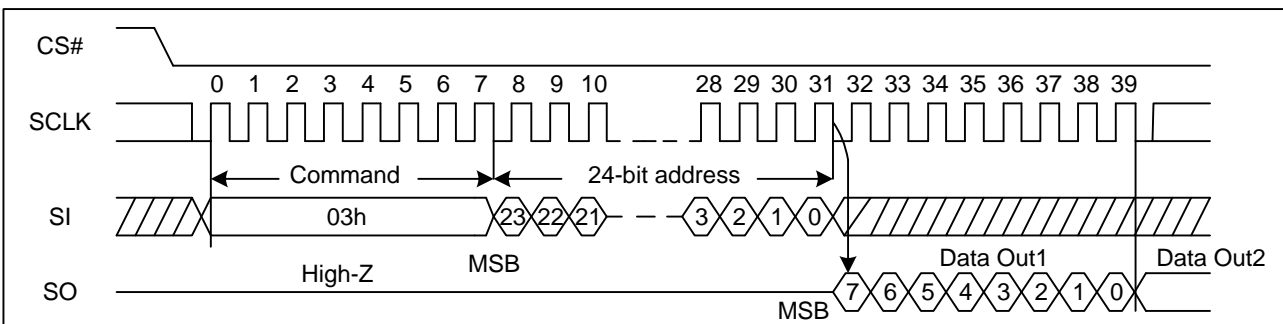 CS#
0 1 2 3 4 5 6 7 8 9 10 28 29 30 31 32 33 34 35 36 37 38 39
SCLK
Command 24-bit address
SI 03h 23 22 21 3 2 1 0
High-Z MSB Data Out1 Data Out2
SO MSB 7 6 5 4 3 2 1 0